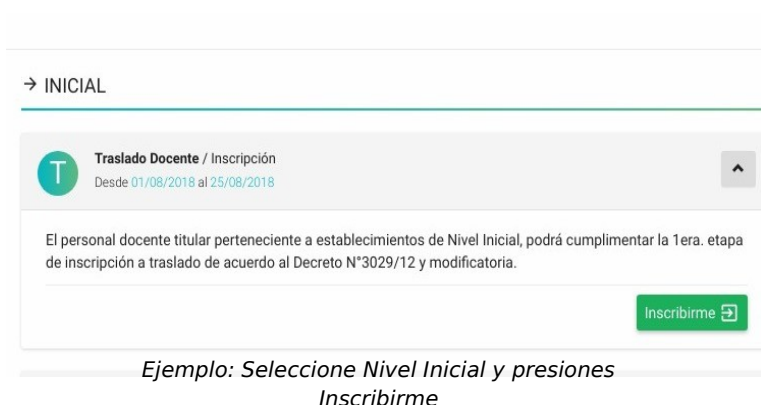 → INICIAL
T
Traslado Docente / Inscripción
Desde 01/08/2018 al 25/08/2018
El personal docente titular perteneciente a establecimientos de Nivel Inicial, podrá cumplimentar la 1era. etapa
de inscripción a traslado de acuerdo al Decreto N°3029/12 y modificatoria.
Inscribirme
Ejemplo: Seleccione Nivel Inicial y presiones
Inscribirme